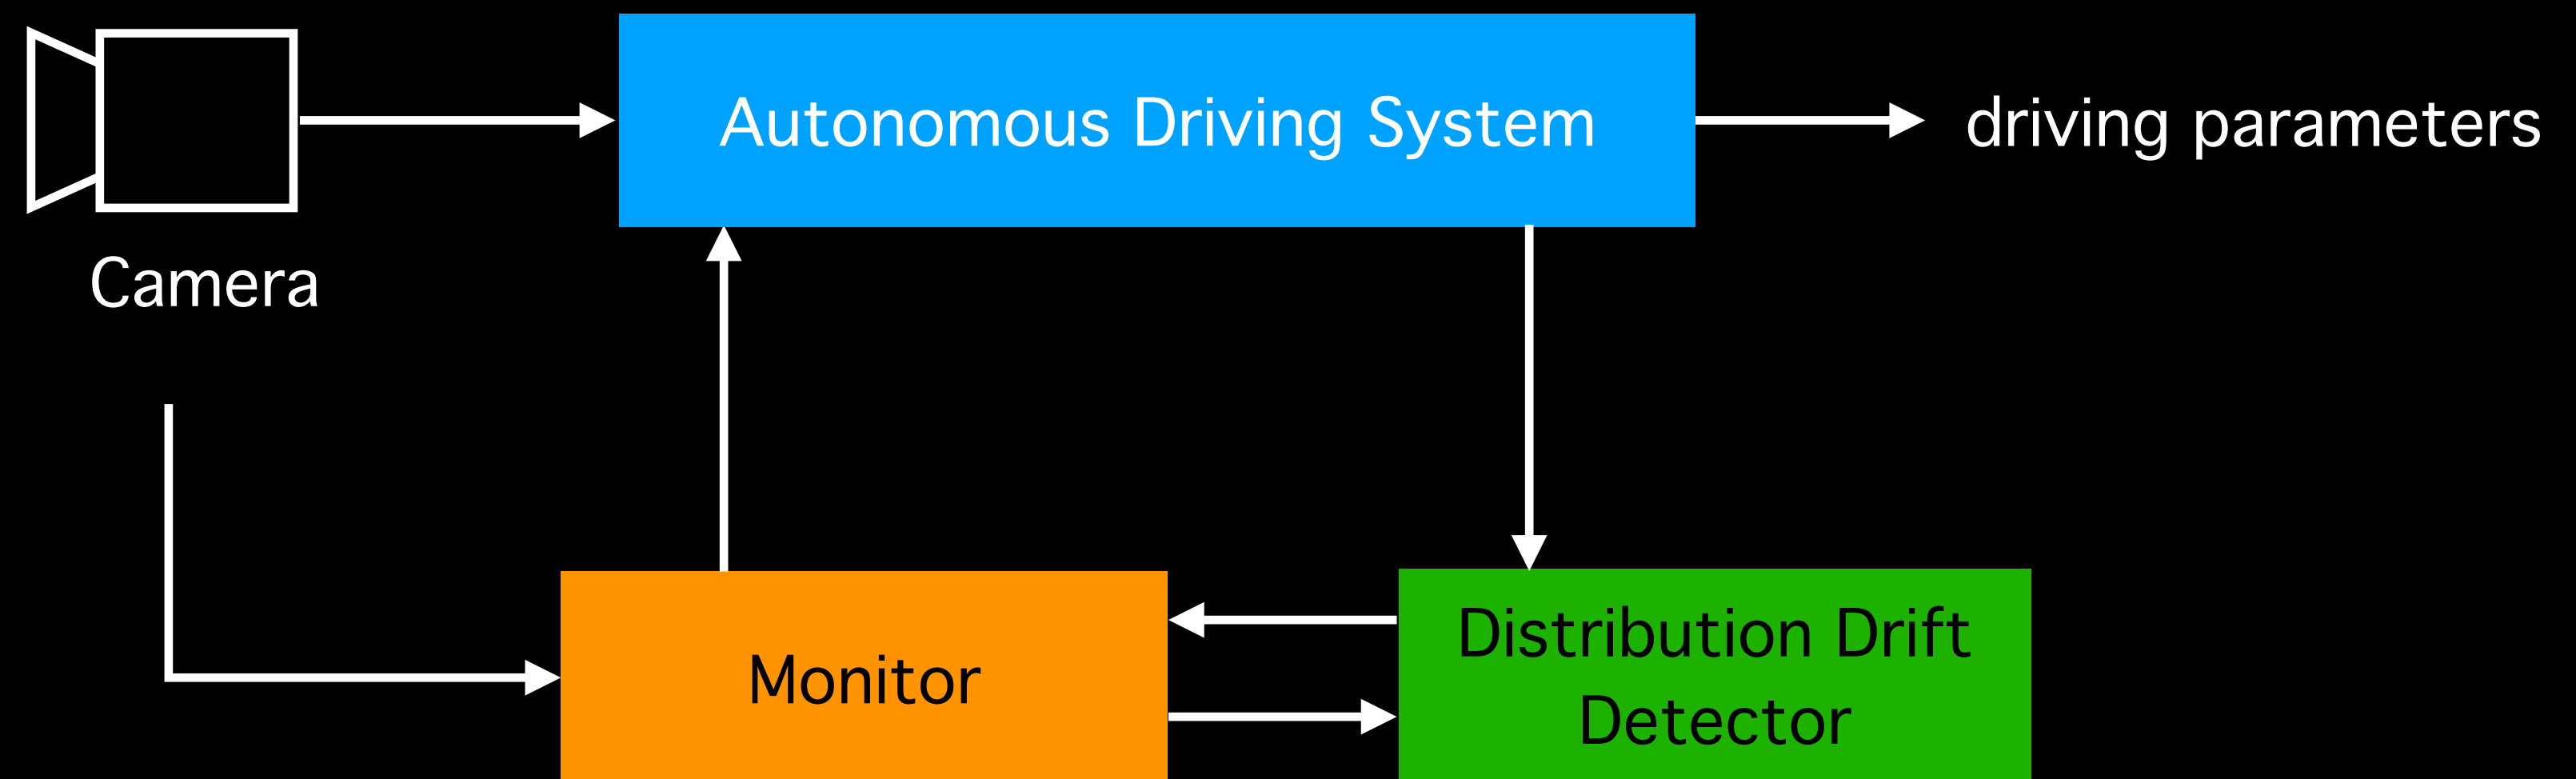 Autonomous Driving System
driving parameters
Camera
Monitor
Distribution Drift
Detector